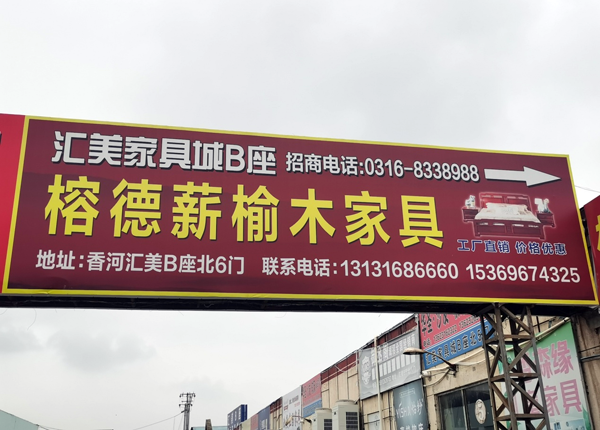 汇美家具城B座 招商电话:0316-8338988
榕德薪榆木家具
工厂直销 价格优惠
地址:香河汇美B座北6门 联系电话:13131686660 15369674325
家具